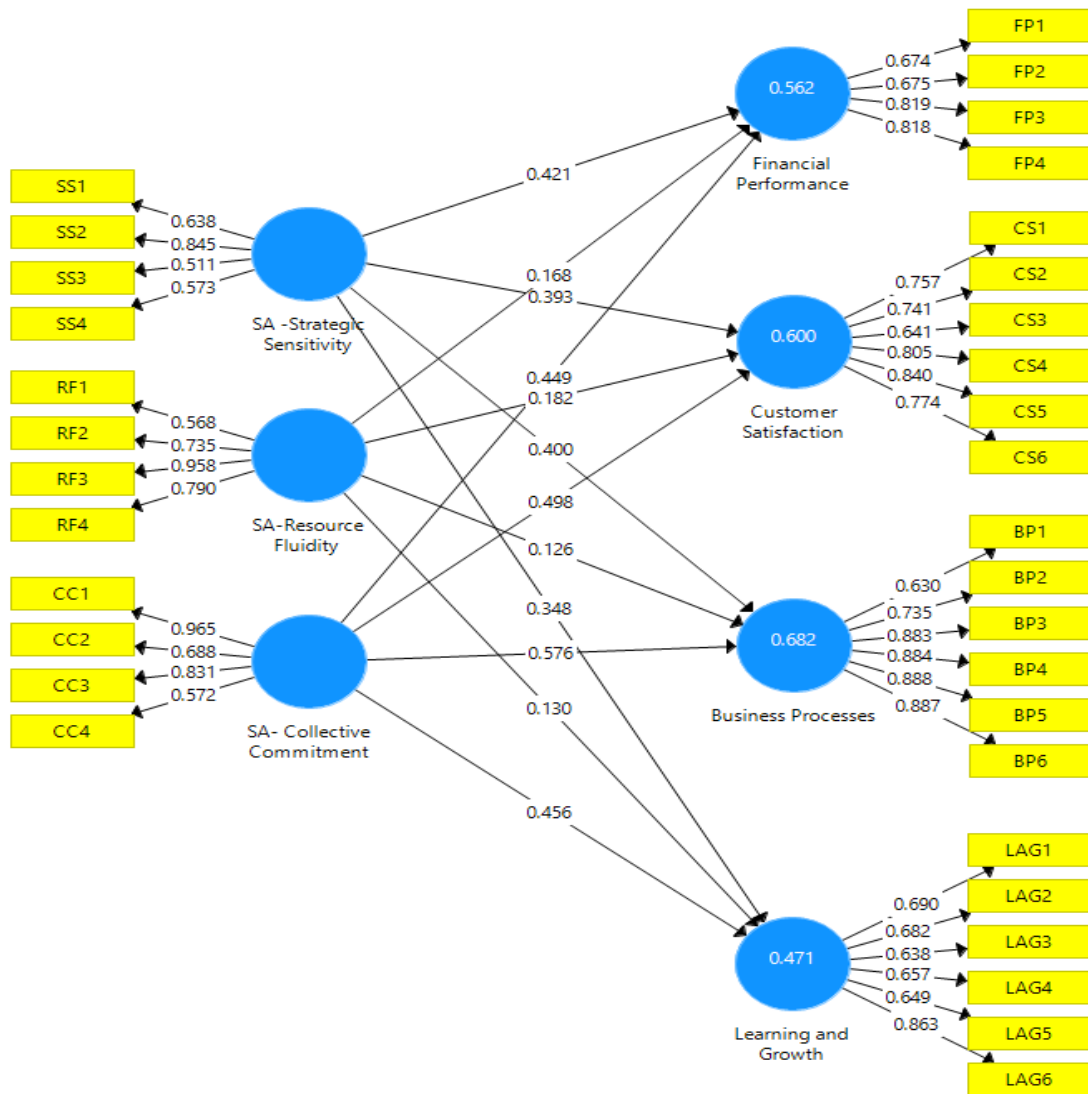 SS1
SS2
SS3
SS4
0.638
0.845
0.511
0.573
SA -Strategic
Sensitivity
RF1
RF2
RF3
RF4
0.568
0.735
0.958
0.790
SA-Resource
Fluidity
CC1
CC2
CC3
CC4
0.965
0.688
0.831
0.572
SA- Collective
Commitment
0.421
0.168
0.393
0.449
0.182
0.400
0.498
0.126
0.348
0.576
0.130
0.456
0.562
Financial
Performance
0.674
0.675
0.819
0.818
FP1
FP2
FP3
FP4
0.600
Customer
Satisfaction
0.757
0.741
0.641
0.805
0.840
0.774
CS1
CS2
CS3
CS4
CS5
CS6
0.682
Business Processes
0.630
0.735
0.883
0.884
0.888
0.887
BP1
BP2
BP3
BP4
BP5
BP6
0.471
Learning and
Growth
0.690
0.682
0.638
0.657
0.649
0.863
LAG1
LAG2
LAG3
LAG4
LAG5
LAG6